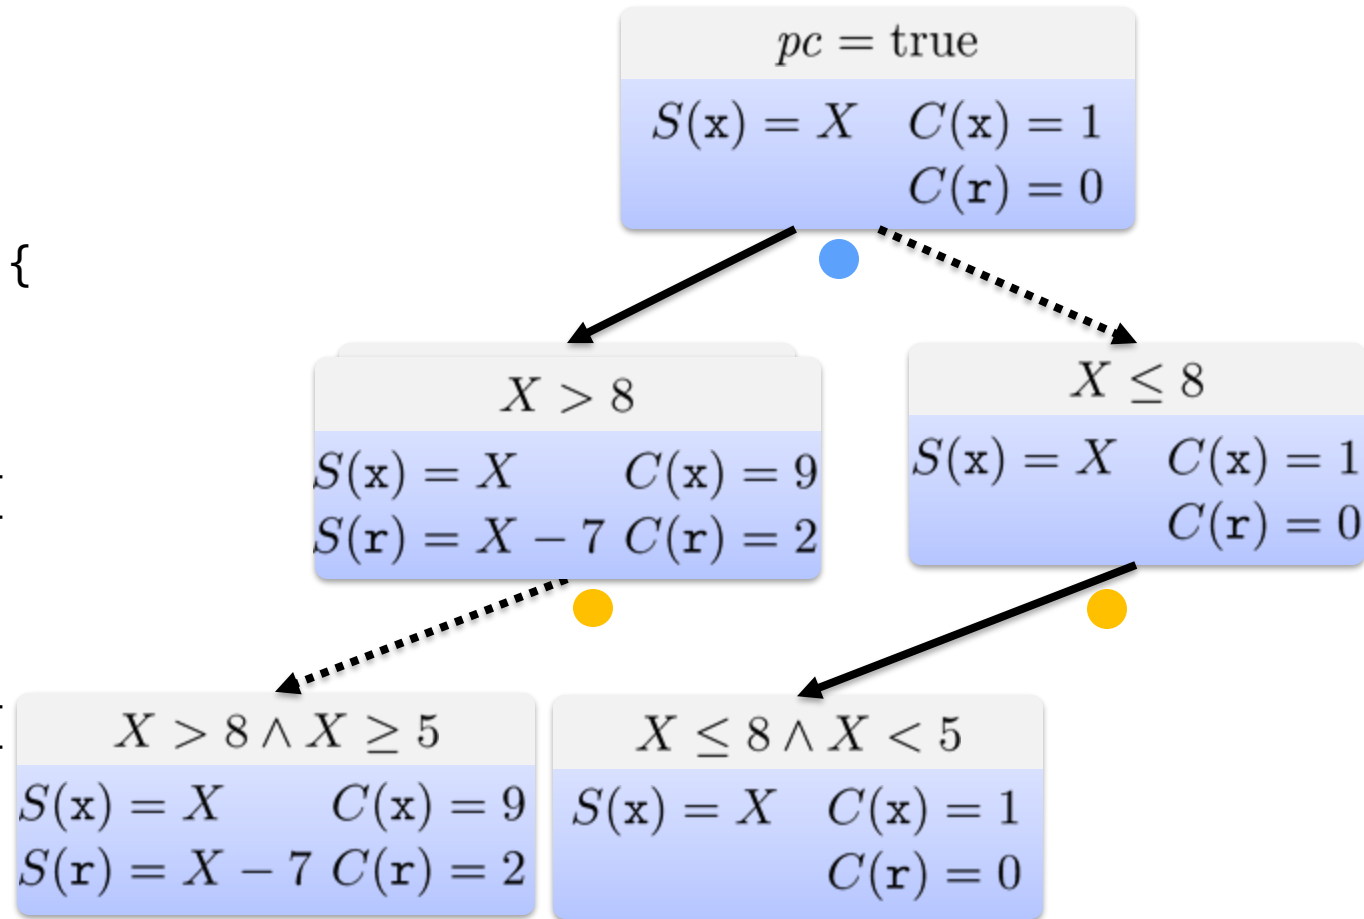 pc = true
S(x) = X C(x) = 1
C(r) = 0
{
X > 8
S(x) = X C(x) = 9
S(r) = X − 7 C(r) = 2
X ≤ 8
S(x) = X C(x) = 1
C(r) = 0
X > 8 ∧ X ≥ 5
S(x) = X C(x) = 9
S(r) = X − 7 C(r) = 2
X ≤ 8 ∧ X < 5
S(x) = X C(x) = 1
C(r) = 0